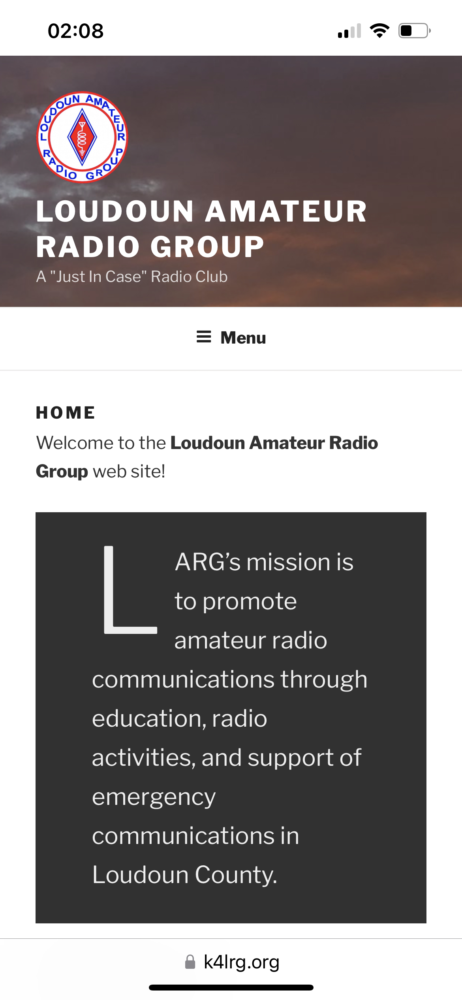 02:08
LOUDOUN AMATEUR
RADIO GROUP
LOUDOUN AMATEUR
RADIO GROUP
A "Just In Case" Radio Club
Menu
HOME
Welcome to the Loudoun Amateur Radio
Group web site!
LARG’s mission is
to promote
amateur radio
communications through
education, radio
activities, and support of
emergency
communications in
Loudoun County.
k4lrg.org